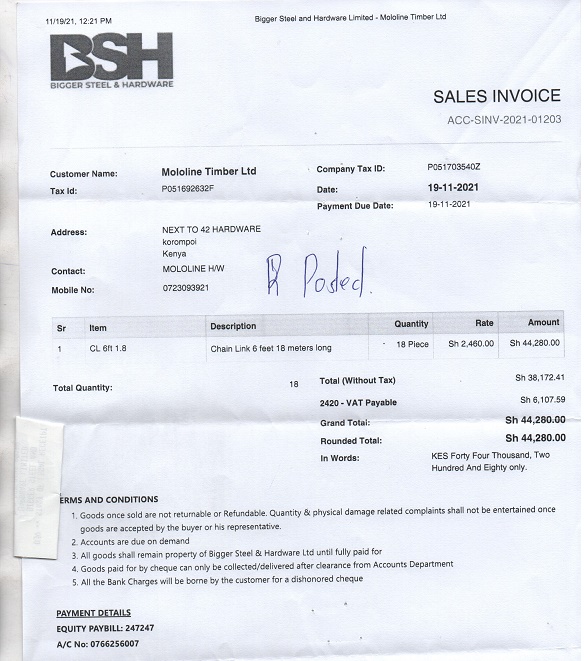 11/19/21, 12:21 PM
Bigger Steel and Hardware Limited - Mololine Timber Ltd
BSH
BIGGER STEEL & HARDWARE
SALES INVOICE
ACC-SINV-2021-01203
Customer Name: Mololine Timber Ltd Company Tax ID: P051703540Z
Tax Id: P051692632F Date: 19-11-2021
Payment Due Date: 19-11-2021
Address: NEXT TO 42 HARDWARE
korompoi
Kenya
Contact: MOLOLINE H/W
Mobile No: 0723093921
Posted.
Sr Item Description Quantity Rate Amount
1 CL 6ft 1.8 Chain Link 6 feet 18 meters long 18 Piece Sh 2,460.00 Sh 44,280.00
Total Quantity: 18 Total (Without Tax) Sh 38,172.41
2420 - VAT Payable Sh 6,107.59
Grand Total: Sh 44,280.00
Rounded Total: Sh 44,280.00
In Words: KES Forty Four Thousand, Two
Hundred And Eighty only.
ERMS AND CONDITIONS
1. Goods once sold are not returnable or Refundable. Quantity & physical damage related complaints shall not be entertained once
goods are accepted by the buyer or his representative.
2. Accounts are due on demand
3. All goods shall remain property of Bigger Steel & Hardware Ltd until fully paid for
4. Goods paid for by cheque can only be collected/delivered after clearance from Accounts Department
5. All the Bank Charges will be borne by the customer for a dishonored cheque
PAYMENT DETAILS
EQUITY PAYBILL: 247247
A/C No: 0766256007